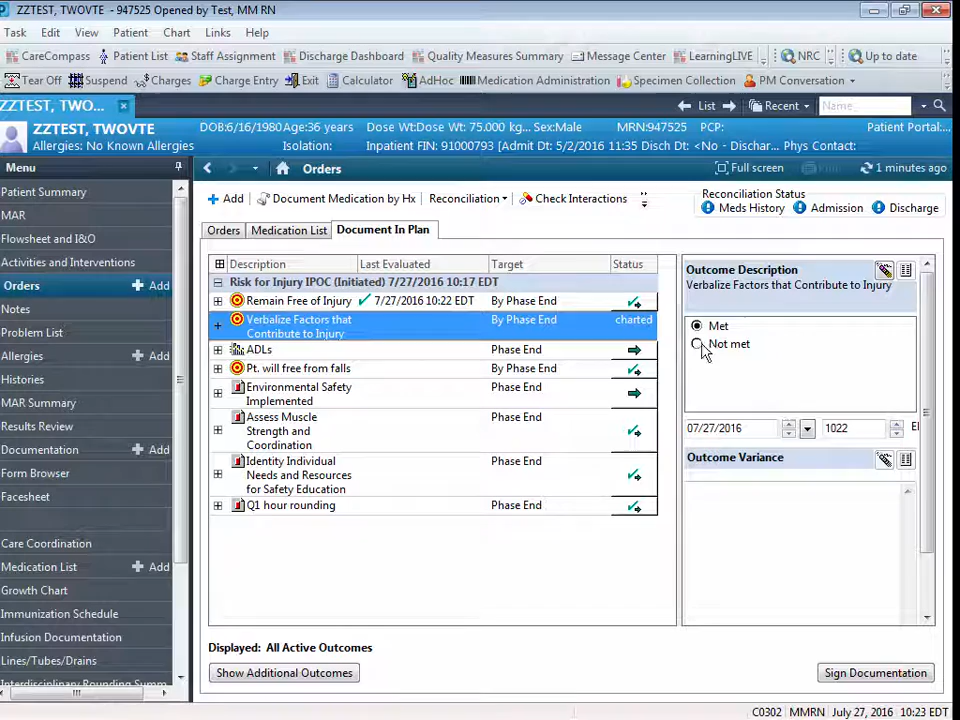 ZZTEST, TWOVTE - 947525 Opened by Test, MM RN
Task Edit View Patient Chart Links Help
CareCompass Patient List Staff Assignment Discharge Dashboard Quality Measures Summary Message Center LearningLIVE NRC Up to date
Tear Off Suspend Charges Charge Entry Exit Calculator AdHoc Medication Administration Specimen Collection PM Conversation
ZZTEST, TWO... List Recent Name
ZZTEST, TWOVTE DOB:6/16/1980 Age:36 years Dose Wt:Dose Wt: 75.000 kg... Sex:Male MRN:947525 PCP: Patient Portal:...
Allergies: No Known Allergies Isolation: Inpatient FIN: 91000793 [Admit Dt: 5/2/2016 11:35 Disch Dt: <No - Dischar... Phys Contact:
Menu Orders Full screen 1 minutes ago
Patient Summary
MAR
Flowsheet and I&O
Activities and Interventions
Orders Add
Notes
Problem List
Allergies Add
Histories
MAR Summary
Results Review
Documentation Add
Form Browser
Facesheet
Care Coordination
Medication List Add
Growth Chart
Immunization Schedule
Infusion Documentation
Lines/Tubes/Drains
Add Document Medication by Hx Reconciliation Check Interactions
Reconciliation Status
Meds History Admission Discharge
Orders Medication List Document In Plan
Description Last Evaluated Target Status
Risk for Injury IPOC (Initiated) 7/27/2016 10:17 EDT
Remain Free of Injury 7/27/2016 10:22 EDT By Phase End
Verbalize Factors that By Phase End charted
Contribute to Injury
ADLs Phase End
Pt. will free from falls By Phase End
Environmental Safety Phase End
Implemented
Assess Muscle Phase End
Strength and
Coordination
Identity Individual Phase End
Needs and Resources
for Safety Education
Q1 hour rounding Phase End
Outcome Description
Verbalize Factors that Contribute to Injury
Met
Not met
07/27/2016 1022
Outcome Variance
Displayed: All Active Outcomes
Show Additional Outcomes Sign Documentation
C0302 MMRN July 27, 2016 10:23 EDT